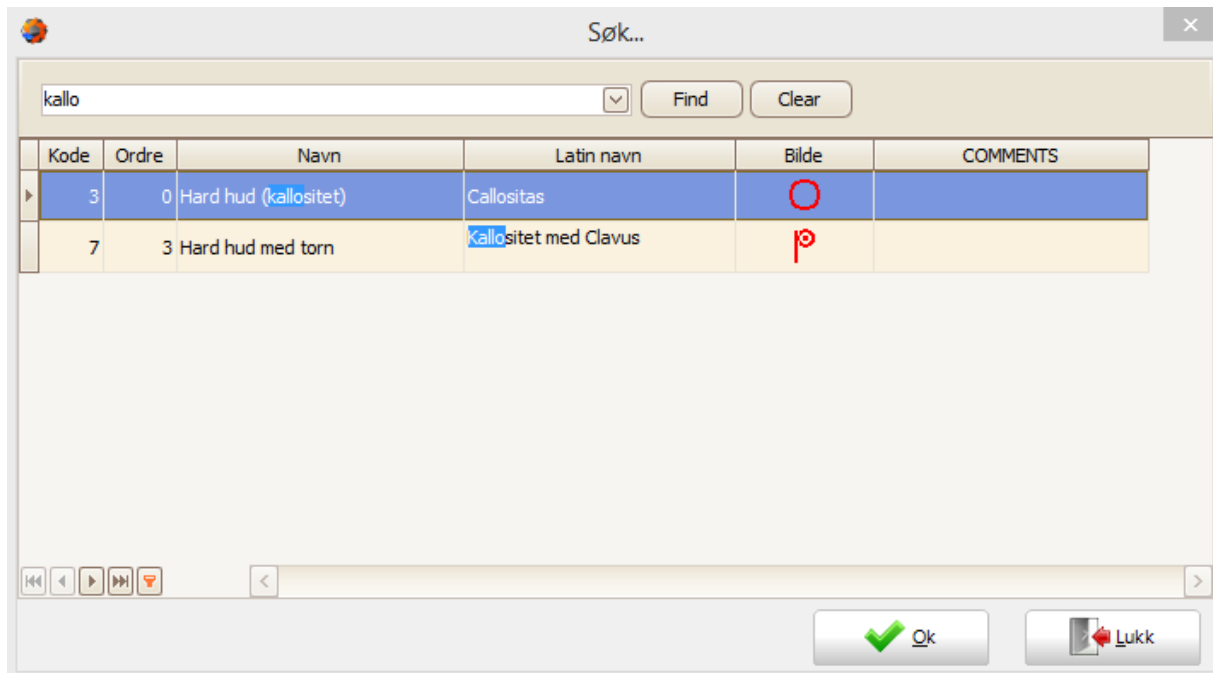 Søk...
kallo Find Clear
Kode Ordre Navn Latin navn Bilde COMMENTS
3 0 Hard hud (kallositet) Callositas
7 3 Hard hud med torn Kallositet med Clavus
Ok Lukk